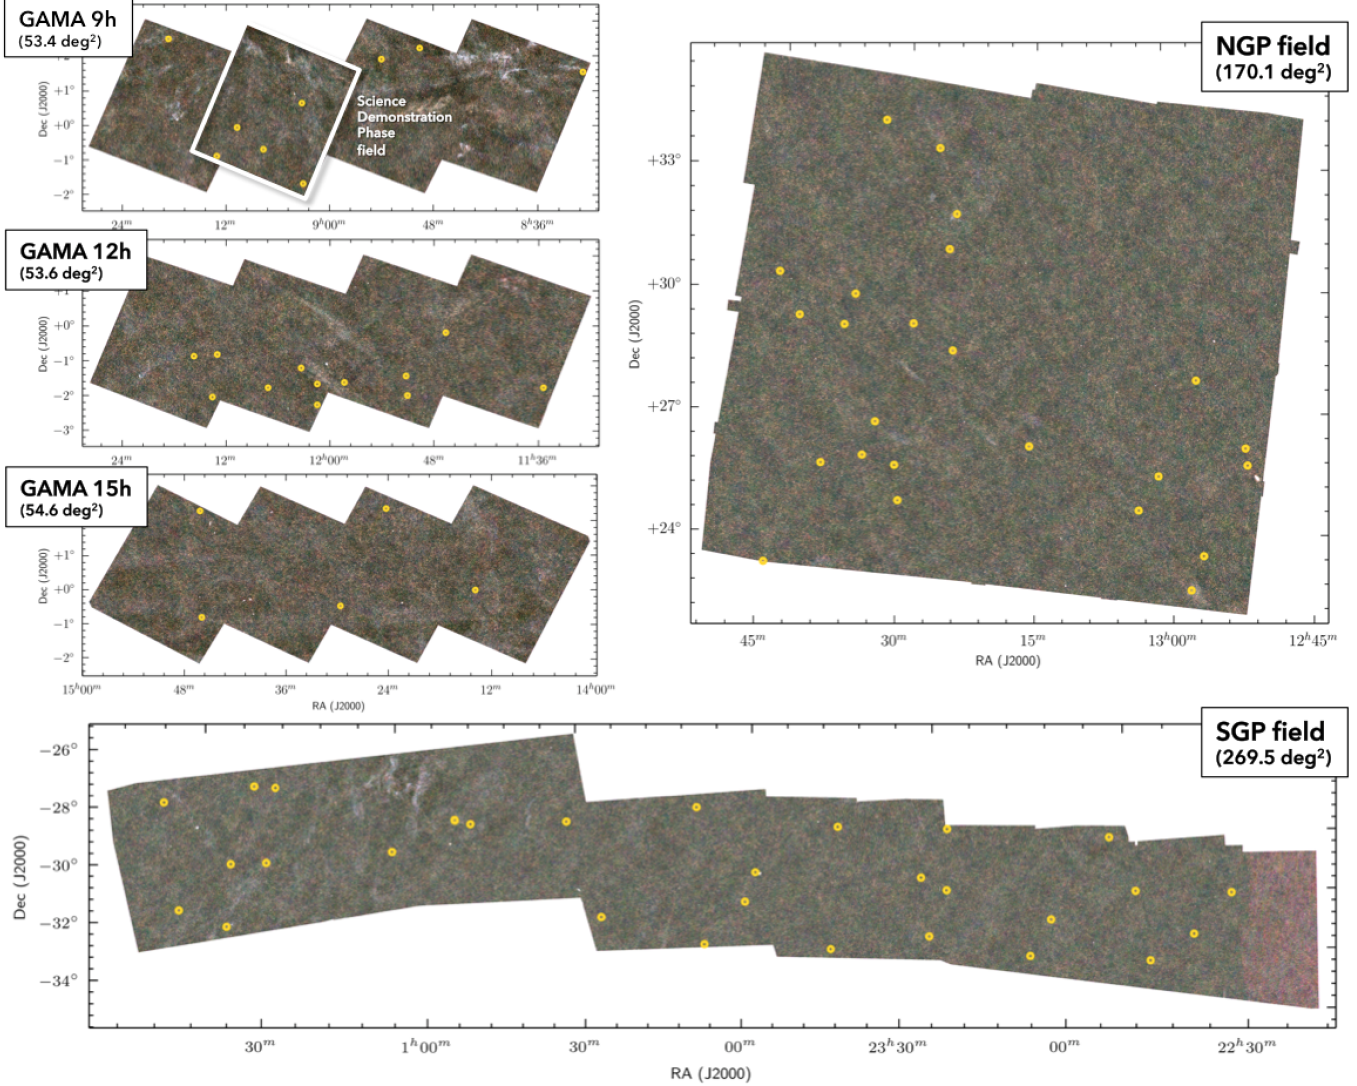 GAMA 9h
(53.4 deg²)
+1°
+0°
−1°
−2°
Dec (J2000)
Science
Demonstration
Phase
field
24ᵐ 12ᵐ 9ʰ00ᵐ 48ᵐ 8ʰ36ᵐ
GAMA 12h
(53.6 deg²)
+0°
−1°
−2°
−3°
Dec (J2000)
24ᵐ 12ᵐ 12ʰ00ᵐ 48ᵐ 11ʰ36ᵐ
GAMA 15h
(54.6 deg²)
+1°
+0°
−1°
−2°
Dec (J2000)
15ʰ00ᵐ 48ᵐ 36ᵐ 24ᵐ 12ᵐ 14ʰ00ᵐ
RA (J2000)
NGP field
(170.1 deg²)
+33°
+30°
+27°
+24°
Dec (J2000)
45ᵐ 30ᵐ 15ᵐ 13ʰ00ᵐ 12ʰ45ᵐ
RA (J2000)
SGP field
(269.5 deg²)
−26°
−28°
−30°
−32°
−34°
Dec (J2000)
30ᵐ 1ʰ00ᵐ 30ᵐ 00ᵐ 23ʰ30ᵐ 00ᵐ 22ʰ30ᵐ
RA (J2000)